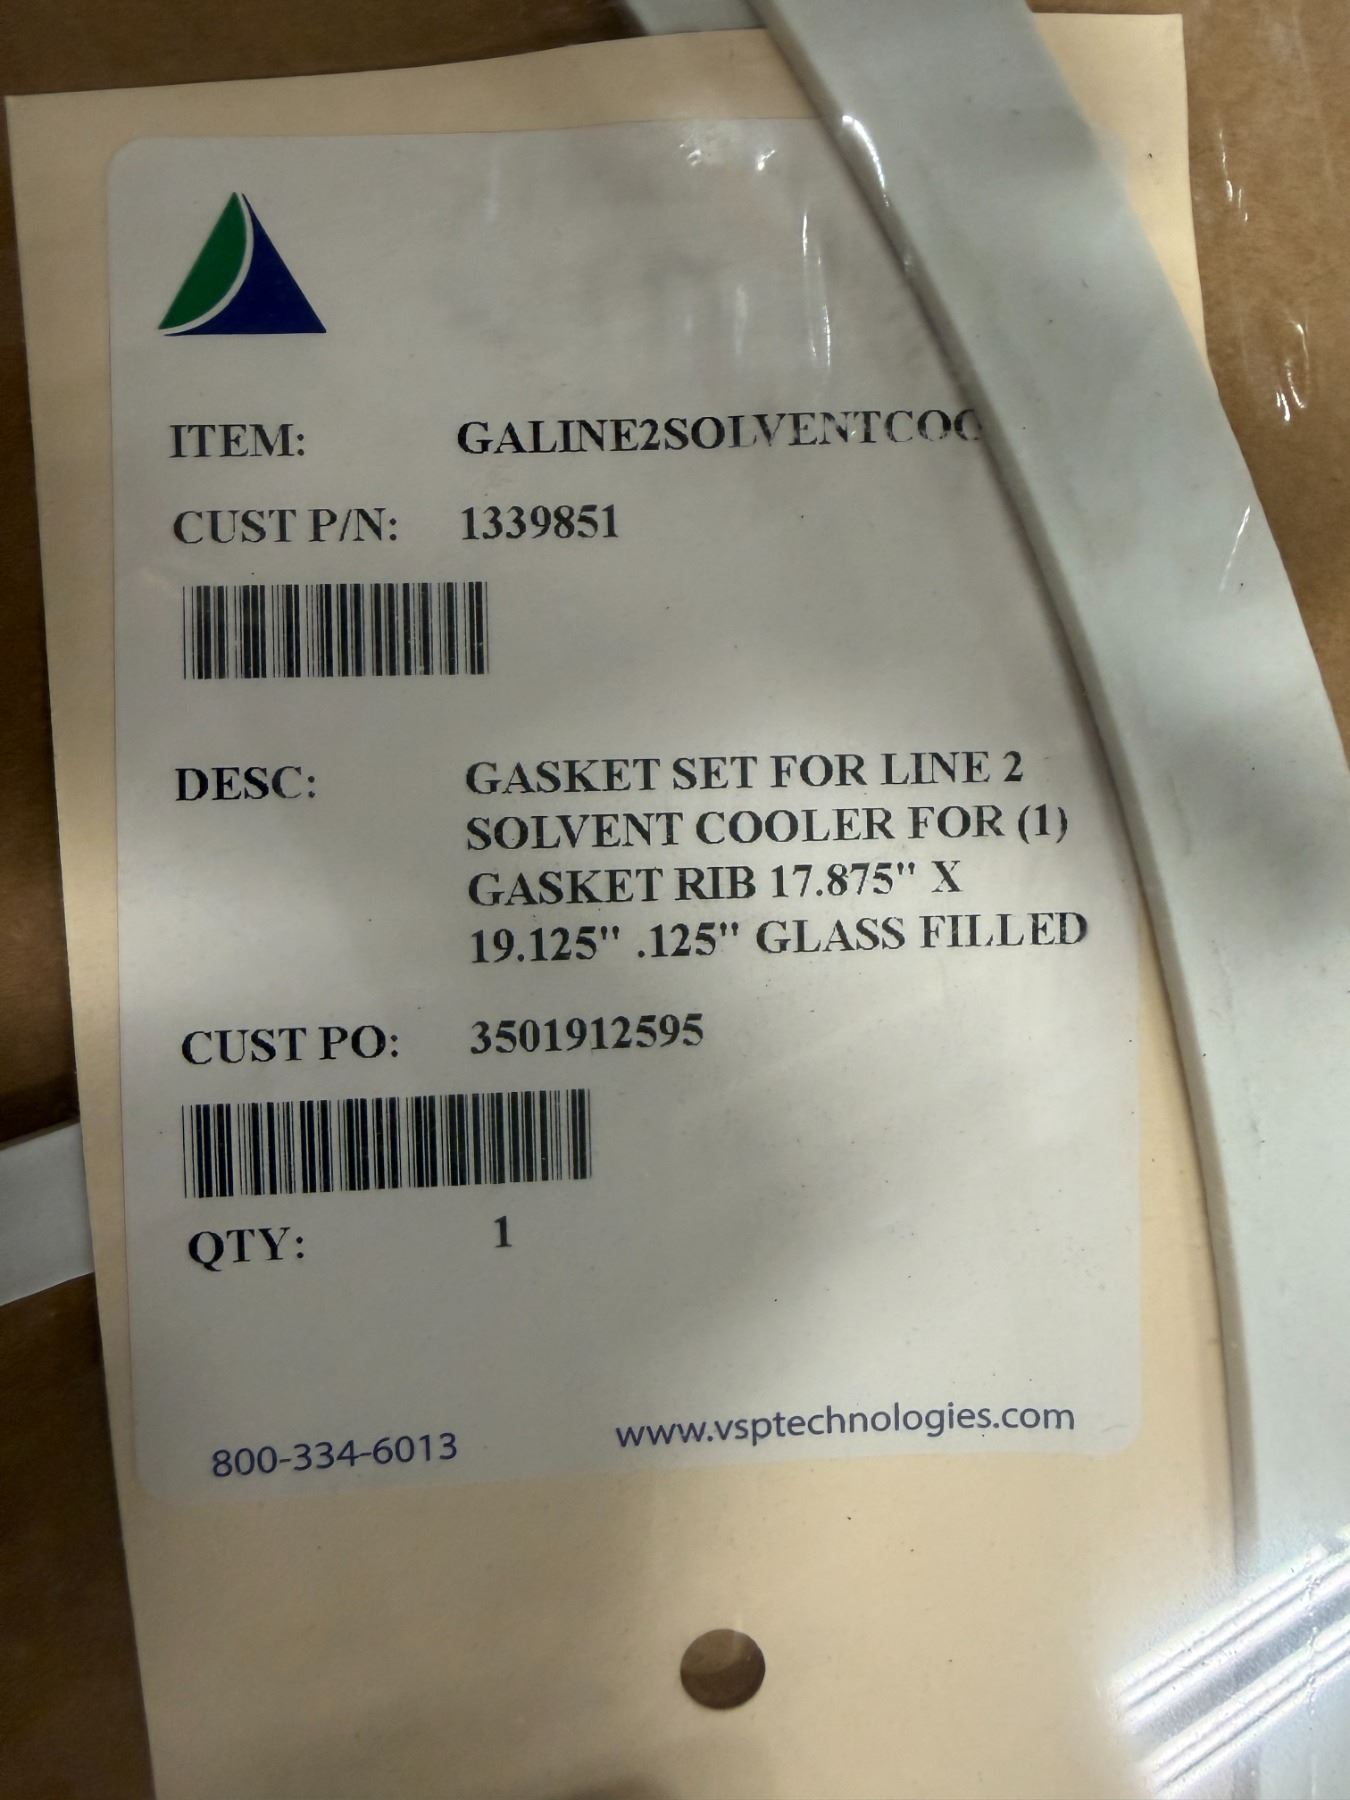 ITEM: GALINE2SOLVENTCOO
CUST P/N: 1339851
DESC: GASKET SET FOR LINE 2
SOLVENT COOLER FOR (1)
GASKET RIB 17.875" X
19.125" .125" GLASS FILLED
CUST PO: 3501912595
QTY: 1
800-334-6013 www.vsptechnologies.com